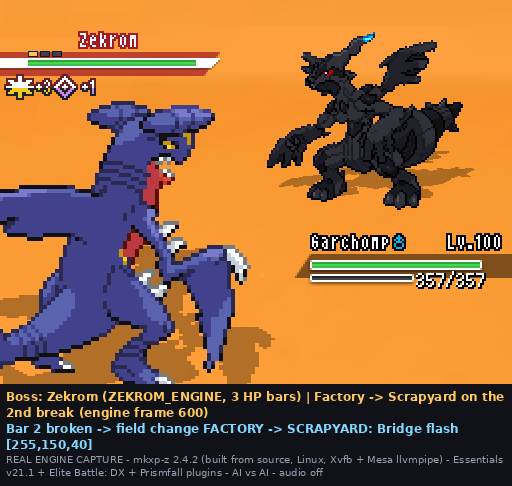 Zekrom
+3 +1
Garchomp Lv.100
357/357
Boss: Zekrom (ZEKROM_ENGINE, 3 HP bars) | Factory -> Scrapyard on the
2nd break (engine frame 600)
Bar 2 broken -> field change FACTORY -> SCRAPYARD: Bridge flash
[255,150,40]
REAL ENGINE CAPTURE - mkxp-z 2.4.2 (built from source, Linux, Xvfb + Mesa llvmpipe) - Essentials
v21.1 + Elite Battle: DX + Prismfall plugins - AI vs AI - audio off